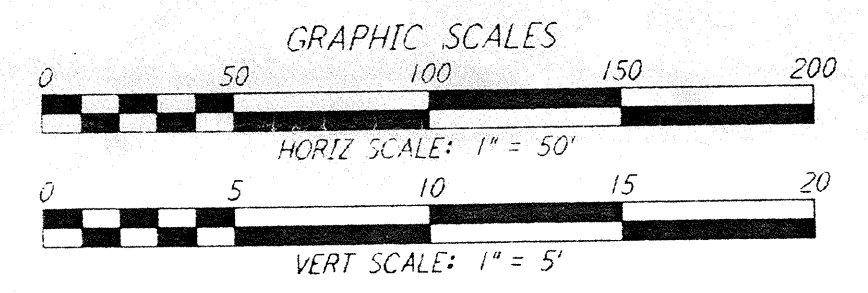 GRAPHIC SCALES
0 50 100 150 200
HORIZ SCALE: 1" = 50'
0 5 10 15 20
VERT SCALE: 1" = 5'